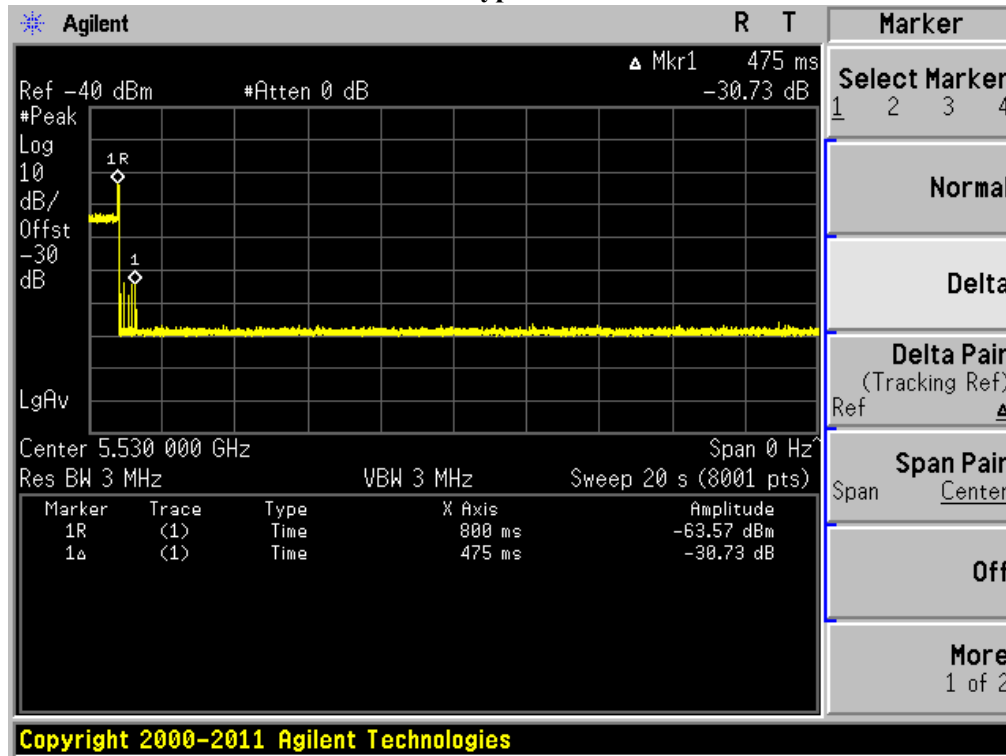 Agilent R T
Marker
▵ Mkr1 475 ms
Ref -40 dBm #Atten 0 dB -30.73 dB
#Peak
Log
10
dB/
Offst
-30
dB
LgAv
1R
1
Center 5.530 000 GHz Span 0 Hz^
Res BW 3 MHz VBW 3 MHz Sweep 20 s (8001 pts)
Marker Trace Type X Axis Amplitude
1R (1) Time 800 ms -63.57 dBm
1▵ (1) Time 475 ms -30.73 dB
Select Marker
1 2 3 4
Normal
Delta
Delta Pair
(Tracking Ref)
Ref ▵
Span Pair
Span Center
Off
More
1 of 2
Copyright 2000-2011 Agilent Technologies